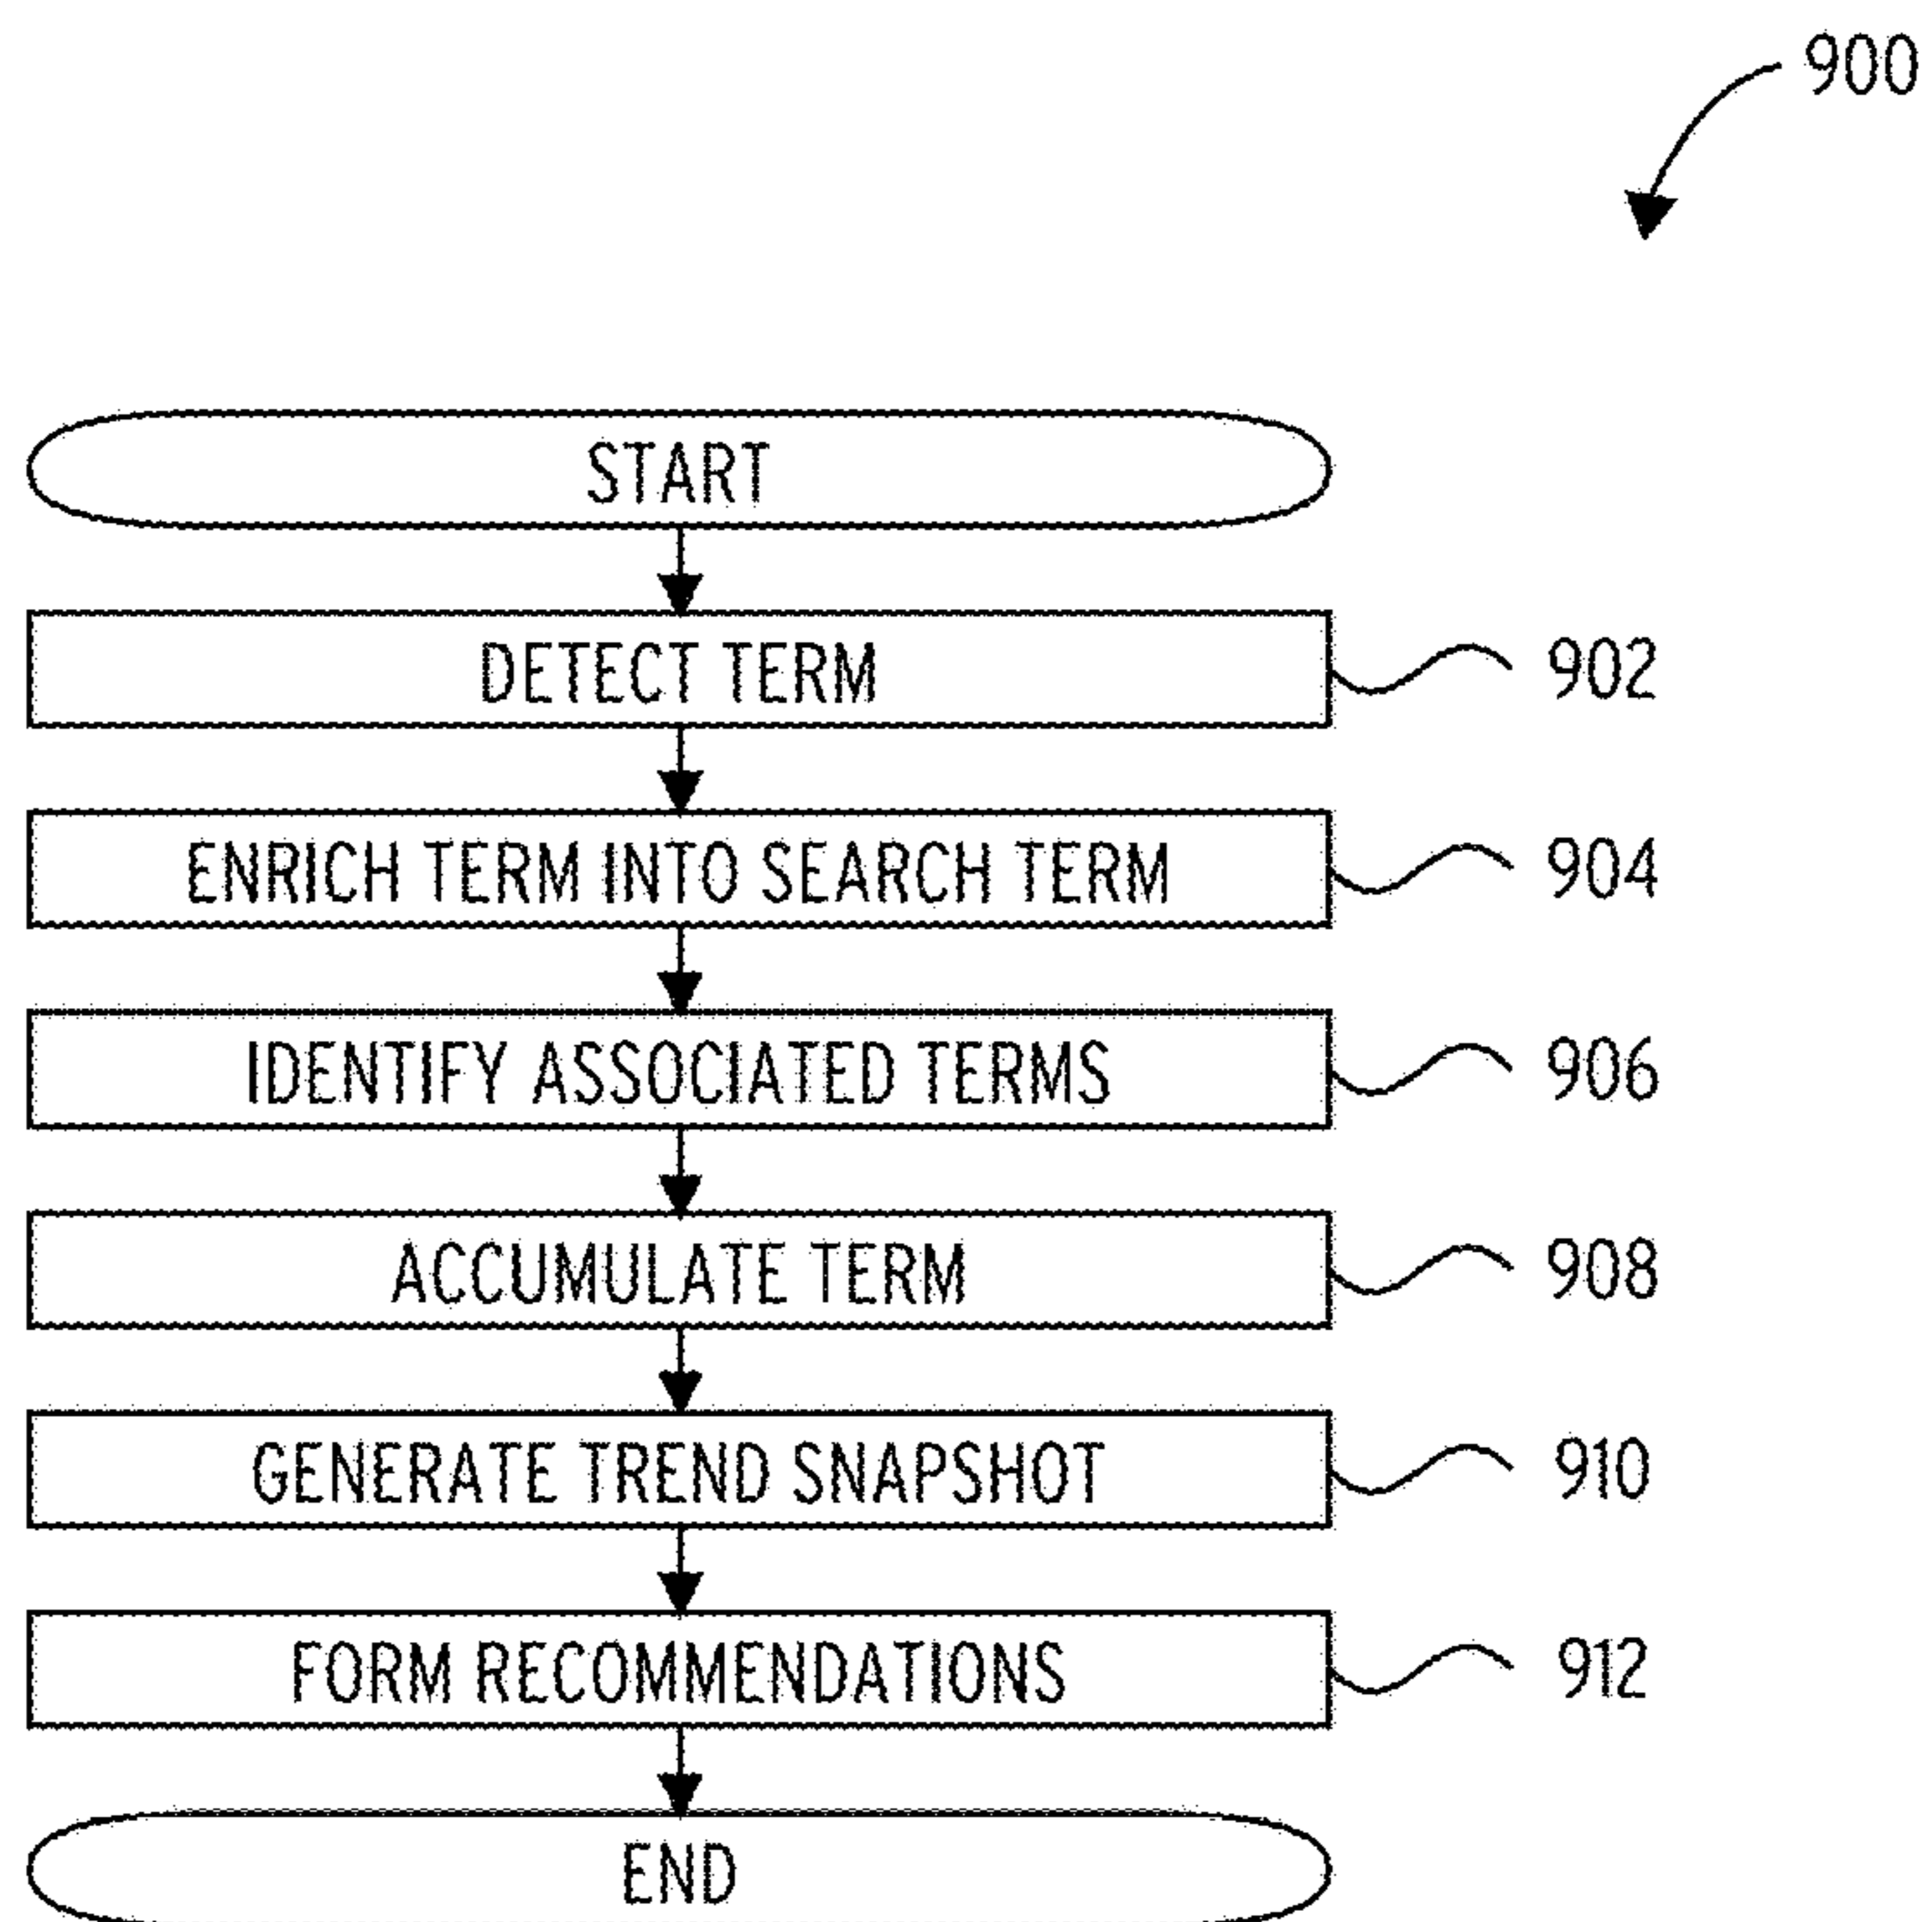 900
START
DETECT TERM
902
ENRICH TERM INTO SEARCH TERM
904
IDENTIFY ASSOCIATED TERMS
906
ACCUMULATE TERM
908
GENERATE TREND SNAPSHOT
910
FORM RECOMMENDATIONS
912
END